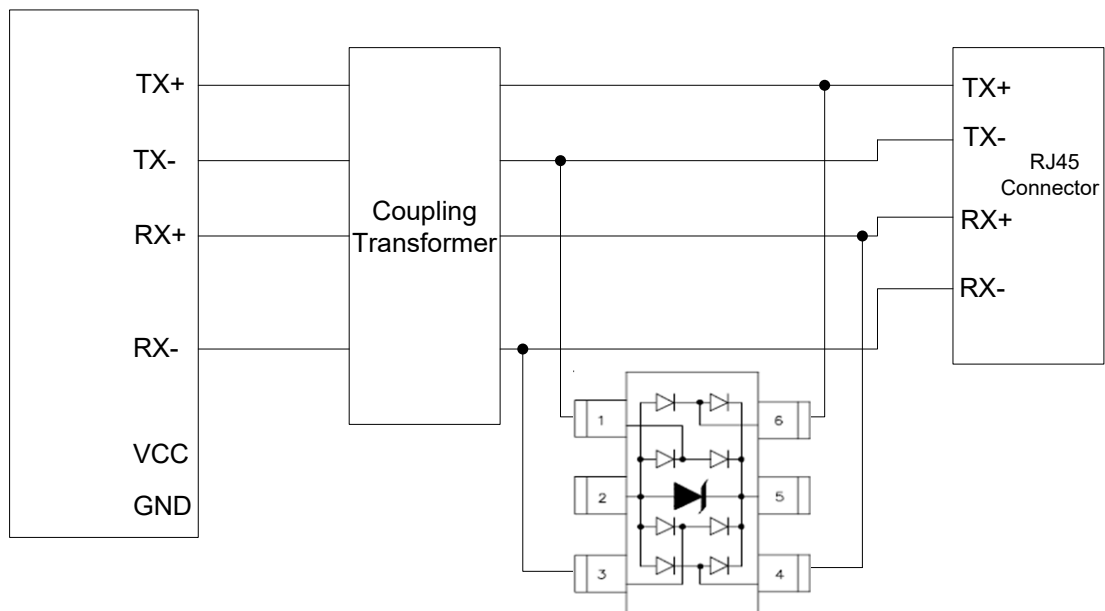 TX+
TX-
RX+
RX-
VCC
GND
Coupling
Transformer
TX+
TX-
RJ45
Connector
RX+
RX-
1
2
3
6
5
4